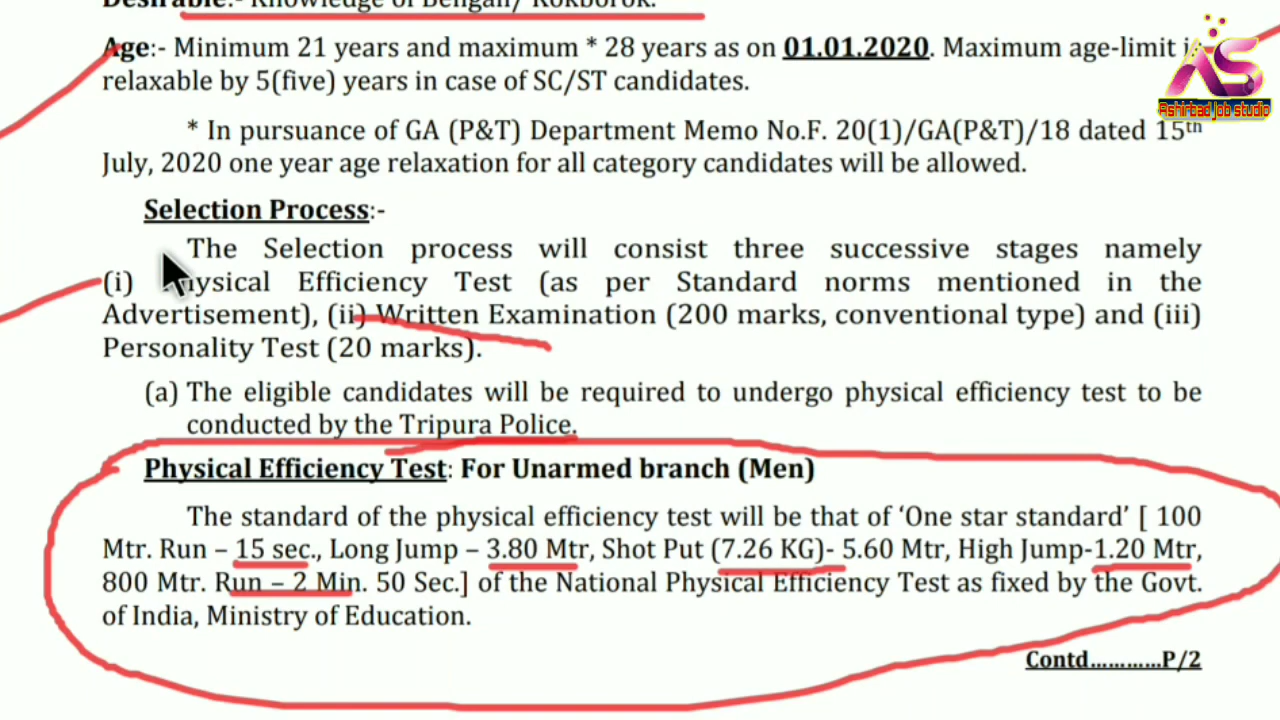 Desirable:- Knowledge of Bengali/ Kokborok.
Age:- Minimum 21 years and maximum * 28 years as on 01.01.2020. Maximum age-limit is
relaxable by 5(five) years in case of SC/ST candidates.
* In pursuance of GA (P&T) Department Memo No.F. 20(1)/GA(P&T)/18 dated 15th
July, 2020 one year age relaxation for all category candidates will be allowed.
Selection Process:-
The Selection process will consist three successive stages namely
(i) Physical Efficiency Test (as per Standard norms mentioned in the
Advertisement), (ii) Written Examination (200 marks, conventional type) and (iii)
Personality Test (20 marks).
(a) The eligible candidates will be required to undergo physical efficiency test to be
conducted by the Tripura Police.
Physical Efficiency Test: For Unarmed branch (Men)
The standard of the physical efficiency test will be that of ‘One star standard’ [ 100
Mtr. Run – 15 sec., Long Jump – 3.80 Mtr, Shot Put (7.26 KG)- 5.60 Mtr, High Jump-1.20 Mtr,
800 Mtr. Run – 2 Min. 50 Sec.] of the National Physical Efficiency Test as fixed by the Govt.
of India, Ministry of Education.
Contd............P/2
AS
Ashirbad job studio